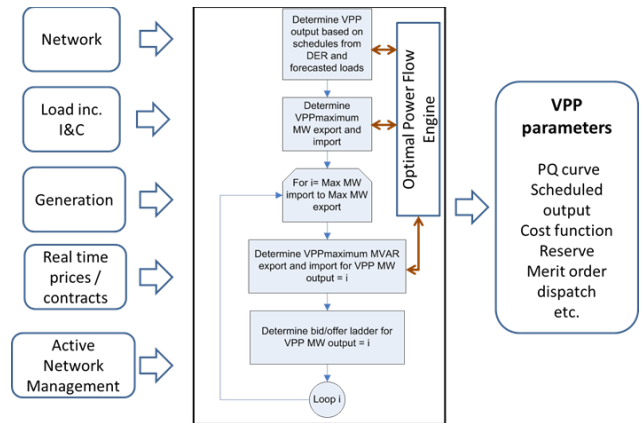 Network
Load inc.
I&C
Generation
Real time
prices /
contracts
Active
Network
Management
Determine VPP
output based on
schedules from
DER and
forecasted loads
Determine
VPPmaximum
MW export and
import
For i= Max MW
import to Max MW
export
Determine VPPmaximum MVAR
export and import for VPP MW
output = i
Determine bid/offer ladder for
VPP MW output = i
Loop i
Optimal Power Flow
Engine
VPP
parameters
PQ curve
Scheduled
output
Cost function
Reserve
Merit order
dispatch
etc.